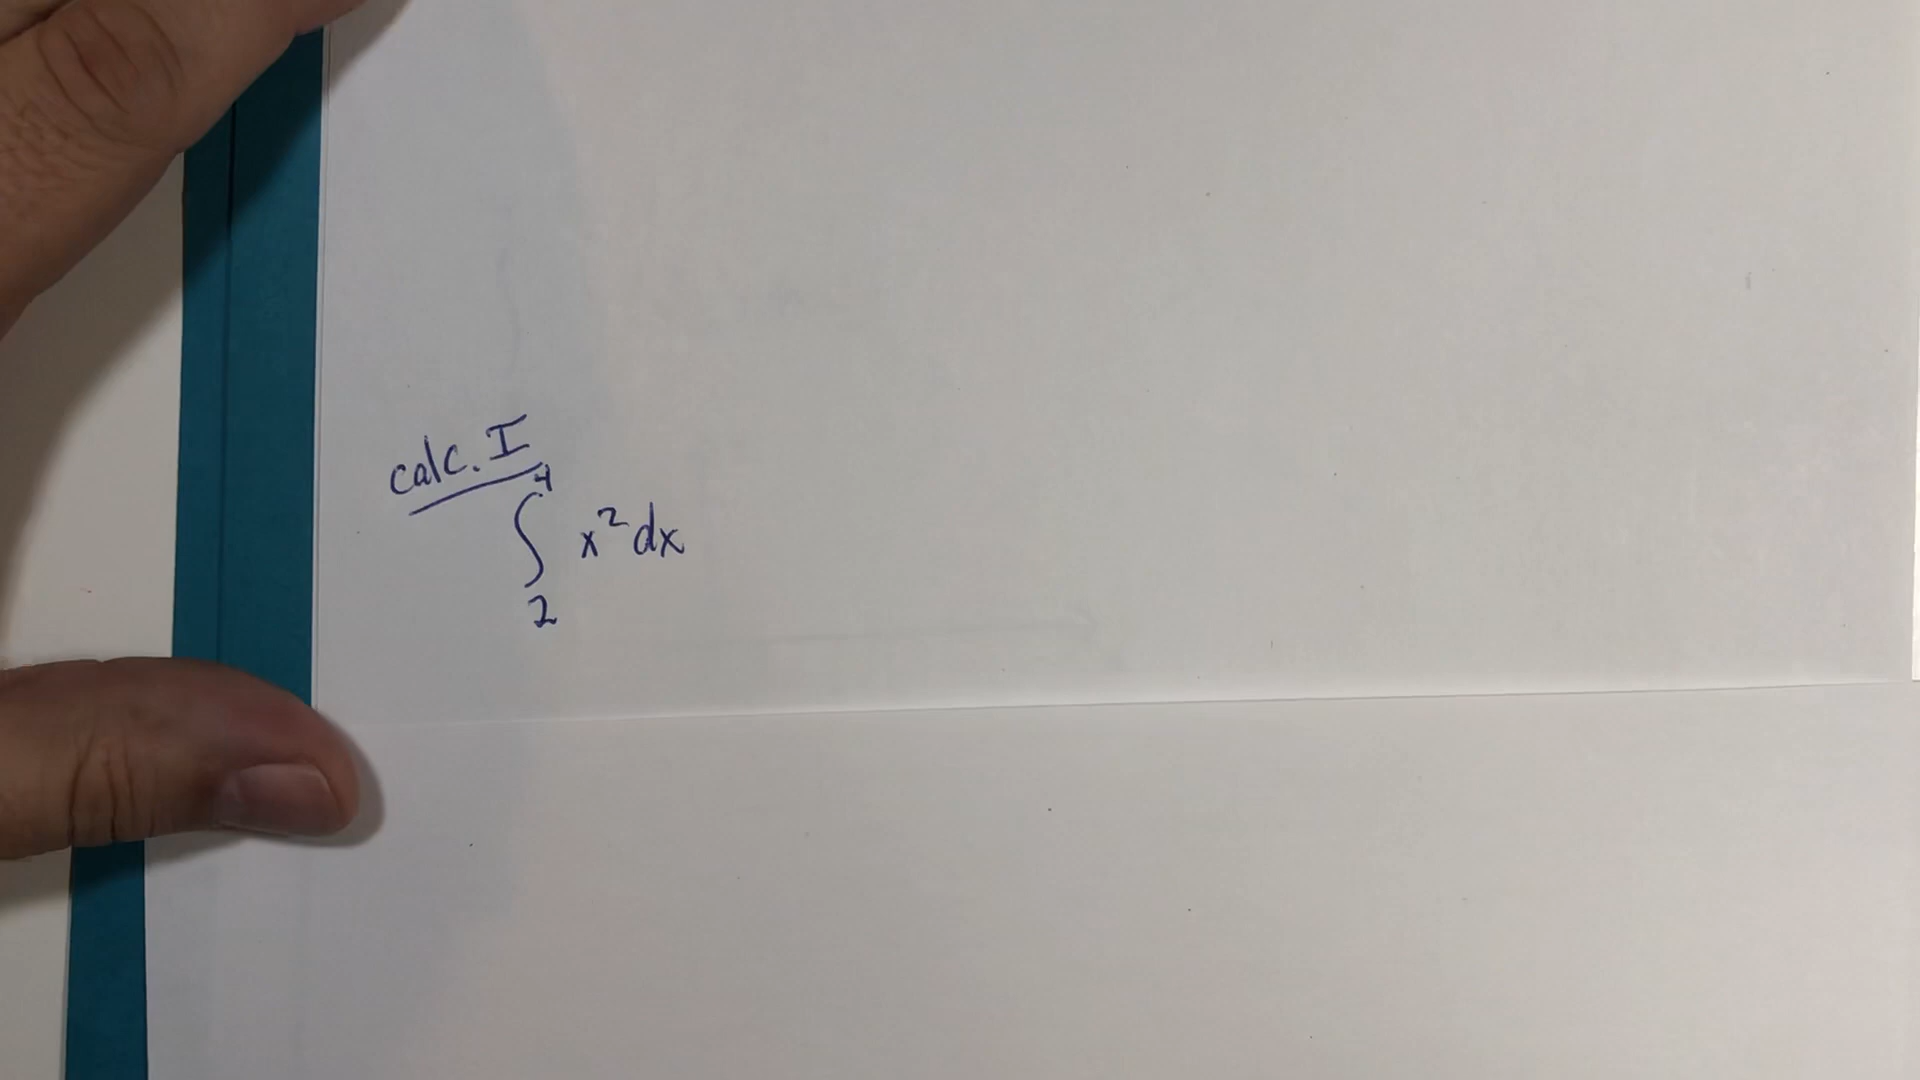 calc. I
∫₂⁴ x² dx